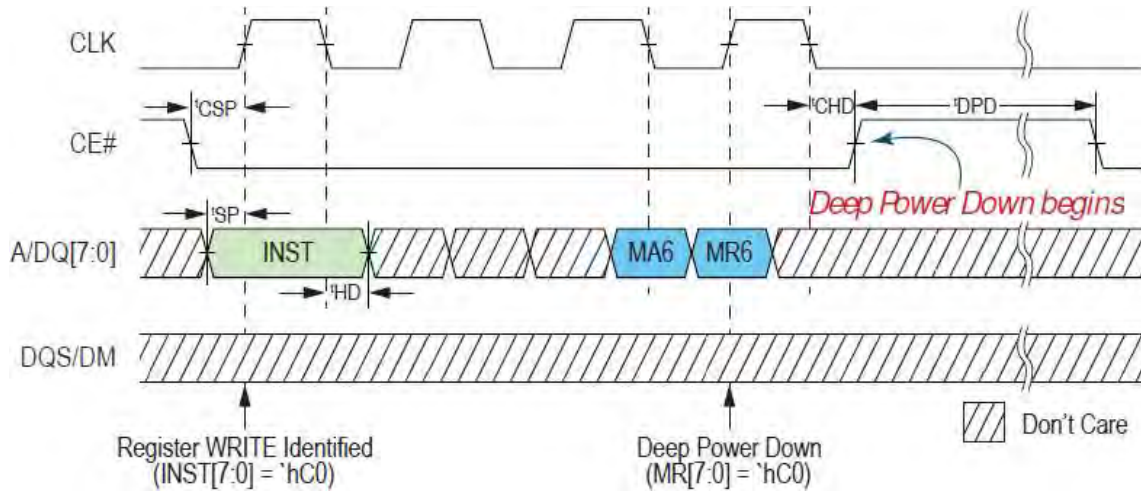 CLK
tCSP
tCHD
tDPD
CE#
tSP
Deep Power Down begins
A/DQ[7:0]
INST
MA6
MR6
tHD
DQS/DM
Register WRITE Identified
(INST[7:0] = `hC0)
Deep Power Down
(MR[7:0] = `hC0)
Don't Care